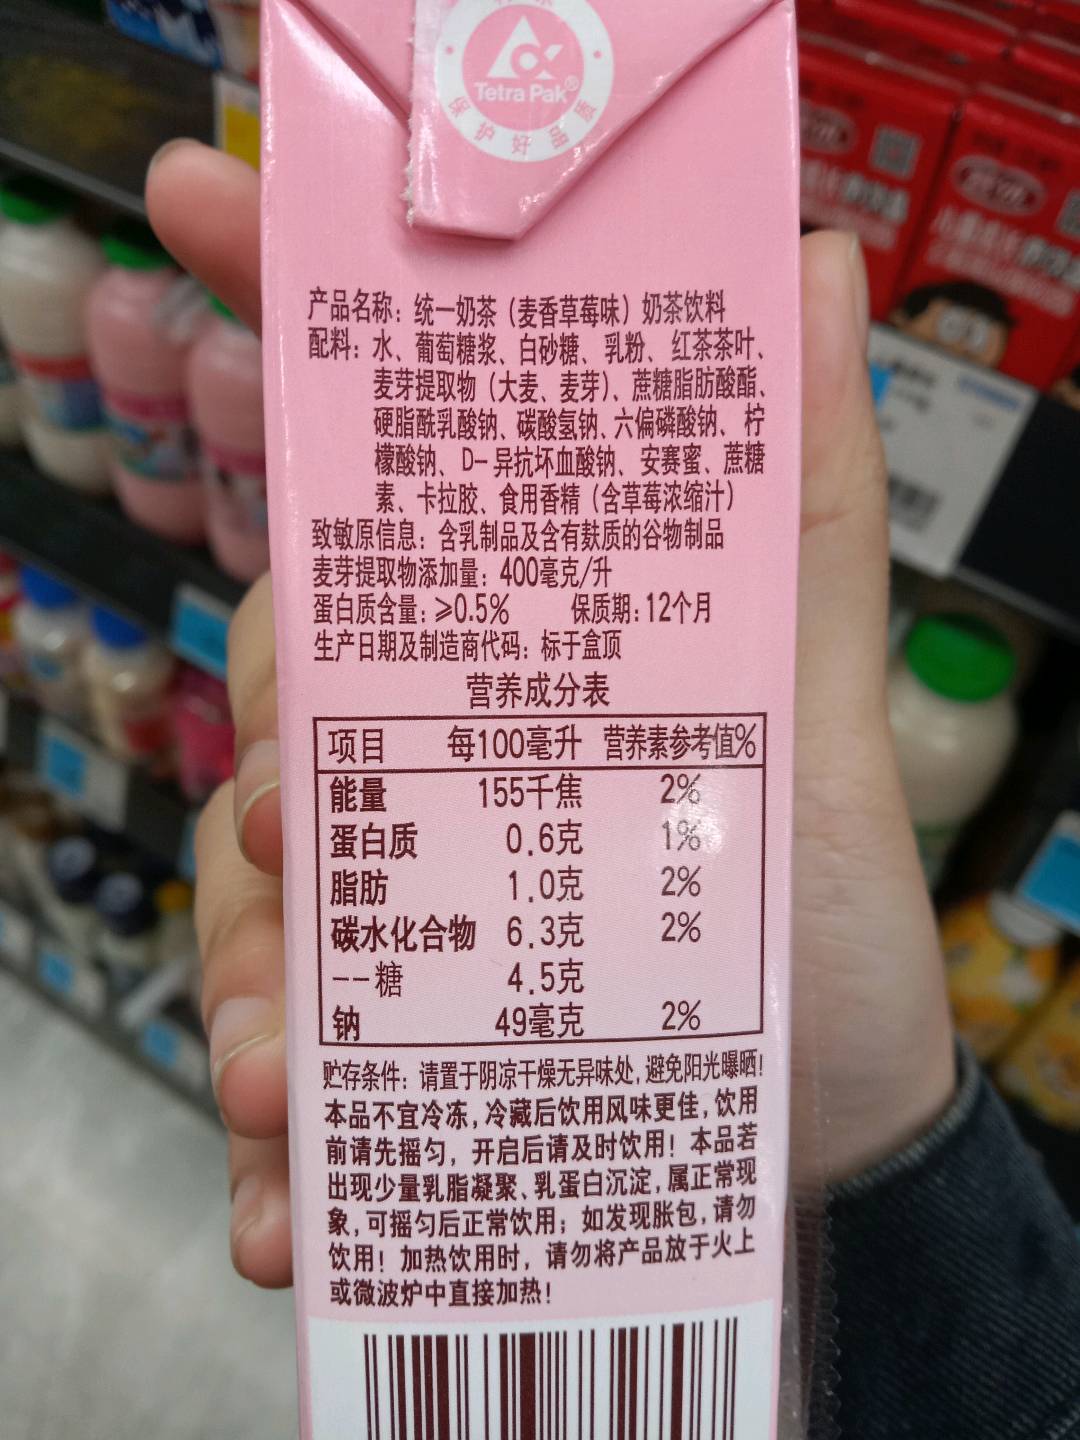 Tetra Pak®
保护好品质
产品名称：统一奶茶（麦香草莓味）奶茶饮料
配料：水、葡萄糖浆、白砂糖、乳粉、红茶茶叶、
麦芽提取物（大麦、麦芽）、蔗糖脂肪酸酯、
硬脂酰乳酸钠、碳酸氢钠、六偏磷酸钠、柠
檬酸钠、D-异抗坏血酸钠、安赛蜜、蔗糖
素、卡拉胶、食用香精（含草莓浓缩汁）
致敏原信息：含乳制品及含有麸质的谷物制品
麦芽提取物添加量：400毫克/升
蛋白质含量：≥0.5% 保质期：12个月
生产日期及制造商代码：标于盒顶
营养成分表
项目 每100毫升 营养素参考值%
能量 155千焦 2%
蛋白质 0.6克 1%
脂肪 1.0克 2%
碳水化合物 6.3克 2%
--糖 4.5克
钠 49毫克 2%
贮存条件：请置于阴凉干燥无异味处，避免阳光曝晒！
本品不宜冷冻，冷藏后饮用风味更佳，饮用
前请先摇匀，开启后请及时饮用！本品若
出现少量乳脂凝聚、乳蛋白沉淀，属正常现
象，可摇匀后正常饮用；如发现胀包，请勿
饮用！加热饮用时，请勿将产品放于火上
或微波炉中直接加热！